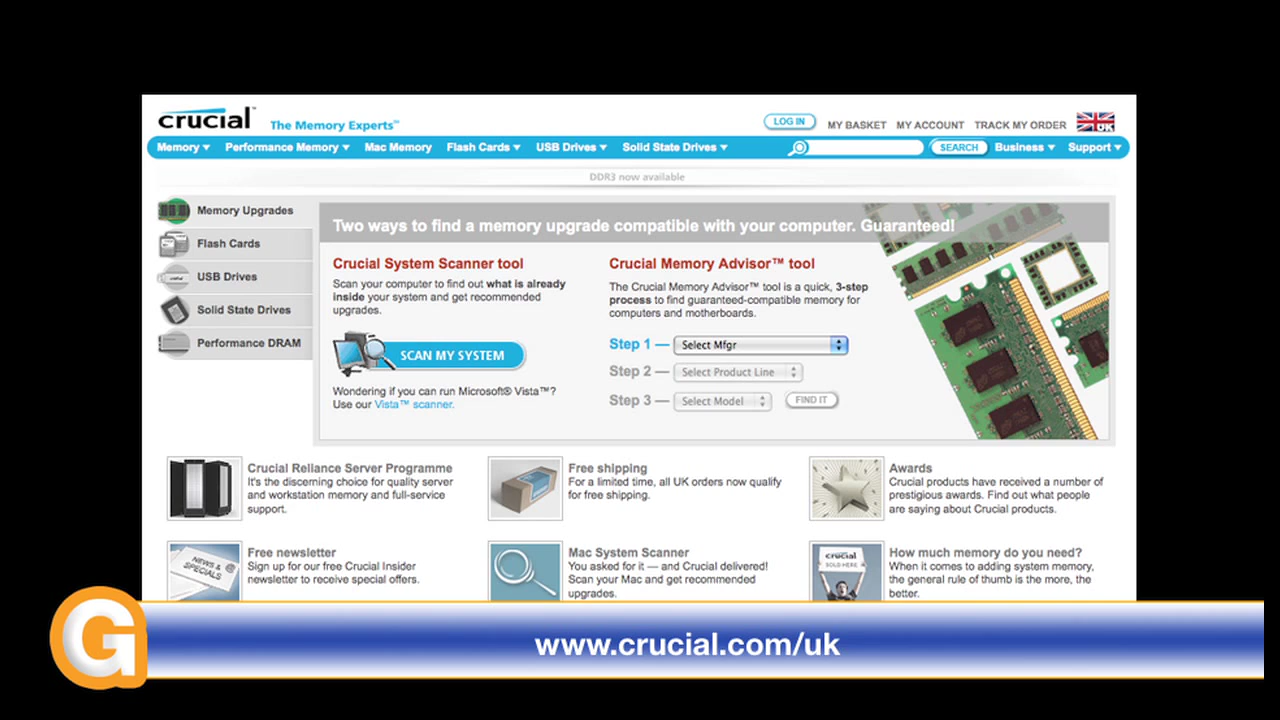 crucial™ The Memory Experts™
LOG IN MY BASKET MY ACCOUNT TRACK MY ORDER UK
Memory Performance Memory Mac Memory Flash Cards USB Drives Solid State Drives SEARCH Business Support
DDR3 now available
Memory Upgrades
Flash Cards
USB Drives
Solid State Drives
Performance DRAM
Two ways to find a memory upgrade compatible with your computer. Guaranteed!
Crucial System Scanner tool
Scan your computer to find out what is already
inside your system and get recommended
upgrades.
SCAN MY SYSTEM
Wondering if you can run Microsoft® Vista™?
Use our Vista™ scanner.
Crucial Memory Advisor™ tool
The Crucial Memory Advisor™ tool is a quick, 3-step
process to find guaranteed-compatible memory for
computers and motherboards.
Step 1 — Select Mfgr
Step 2 — Select Product Line
Step 3 — Select Model FIND IT
Crucial Reliance Server Programme
It's the discerning choice for quality server
and workstation memory and full-service
support.
Free shipping
For a limited time, all UK orders now qualify
for free shipping.
Awards
Crucial products have received a number of
prestigious awards. Find out what people
are saying about Crucial products.
NEWS &
SPECIALS
Free newsletter
Sign up for our free Crucial Insider
newsletter to receive special offers.
Mac System Scanner
You asked for it — and Crucial delivered!
Scan your Mac and get recommended
upgrades.
crucial
SOLD HERE
How much memory do you need?
When it comes to adding system memory,
the general rule of thumb is the more, the
better.
G
www.crucial.com/uk